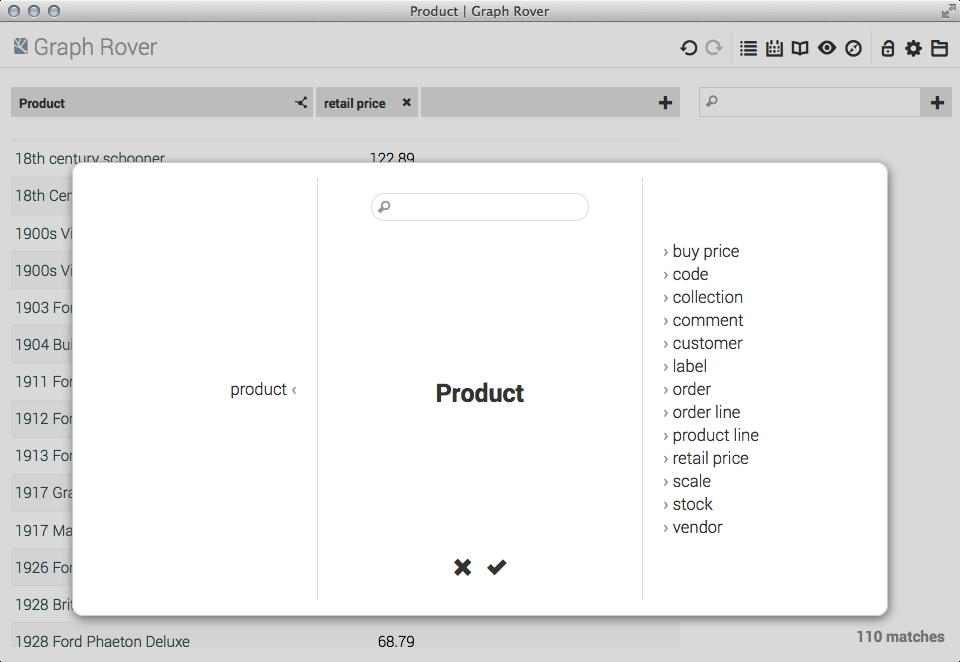 Product | Graph Rover
Graph Rover
Product
retail price
18th century schooner 122.89
18th Cen
1900s Vi
1900s Vi
1903 For
1904 Bui
1911 For
1912 For
1913 For
1917 Gra
1917 Ma
1926 For
1928 Brit
1928 Ford Phaeton Deluxe 68.79
product ‹
Product
› buy price
› code
› collection
› comment
› customer
› label
› order
› order line
› product line
› retail price
› scale
› stock
› vendor
110 matches